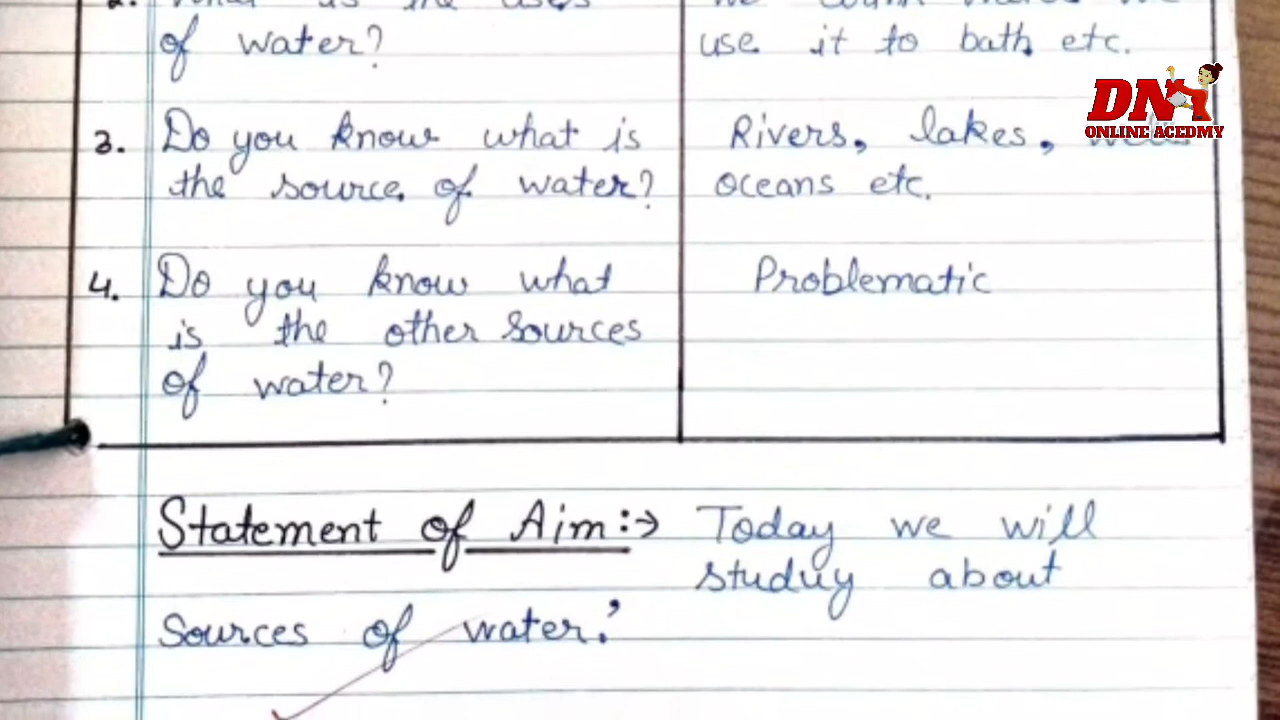 of water?
use it to bath etc.
DN
ONLINE ACEDMY
3. Do you know what is
the source of water?
Rivers, lakes,
oceans etc.
4. Do you know what
is the other sources
of water?
Problematic
Statement of Aim:→ Today we will
studuy about
Sources of water.'